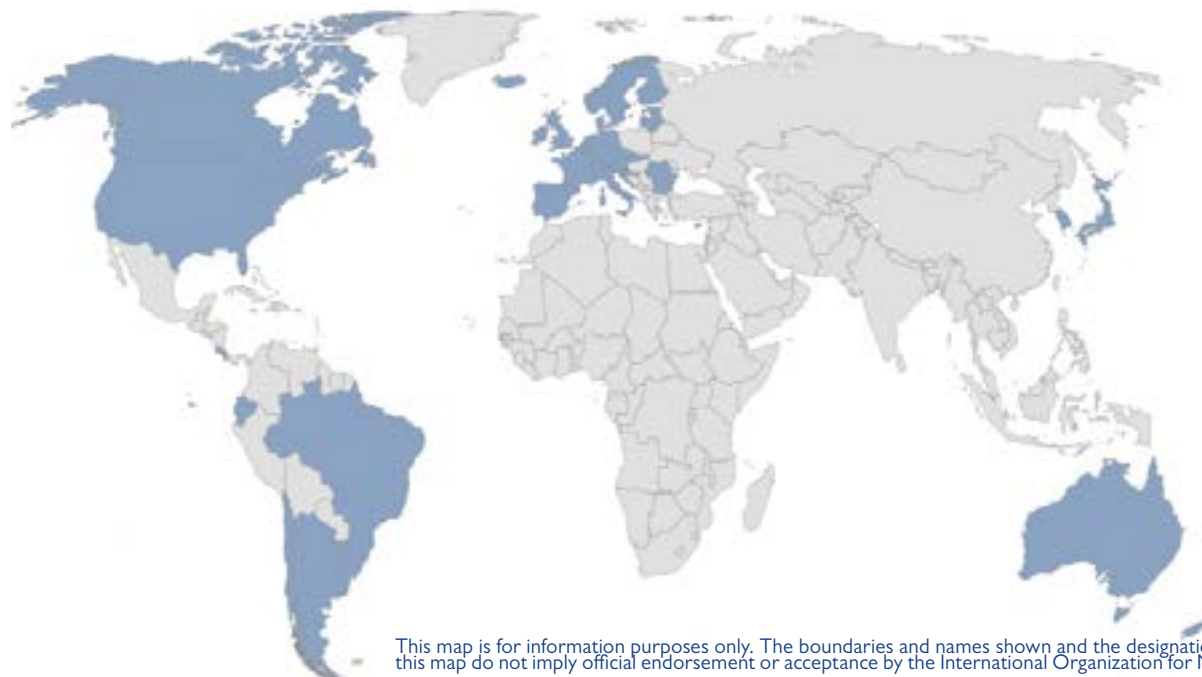 This map is for information purposes only. The boundaries and names shown and the designatio
this map do not imply official endorsement or acceptance by the International Organization for M